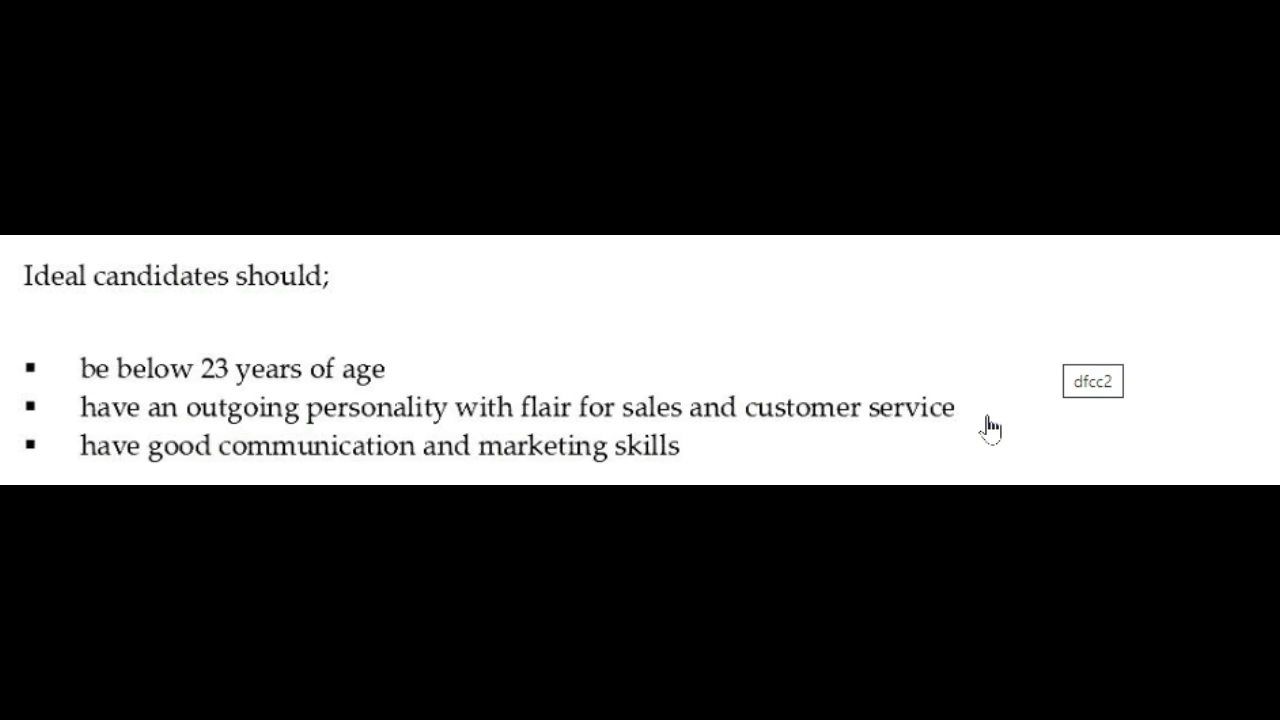 Ideal candidates should;
▪ be below 23 years of age
▪ have an outgoing personality with flair for sales and customer service
▪ have good communication and marketing skills
dfcc2